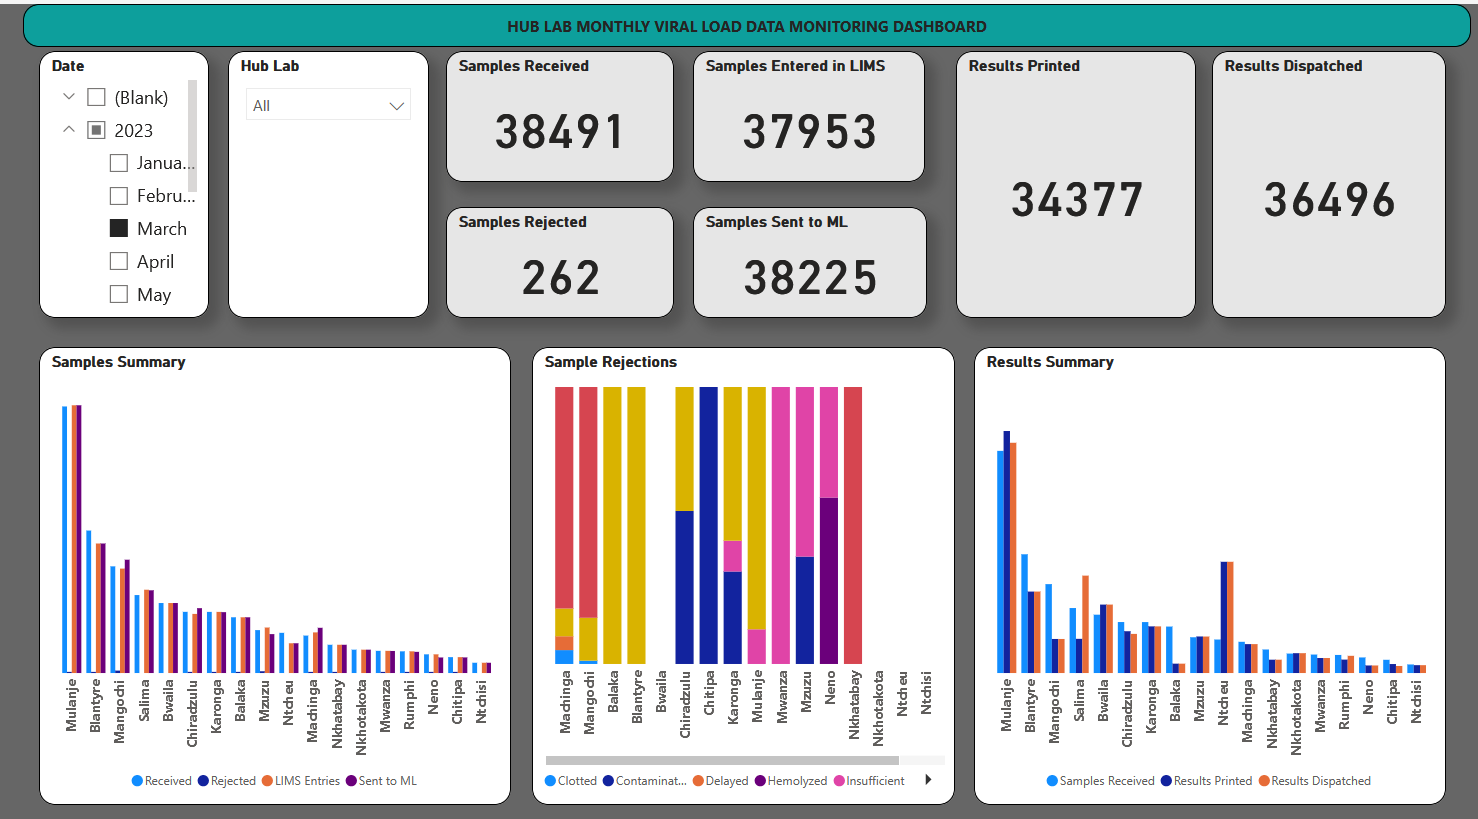 HUB LAB MONTHLY VIRAL LOAD DATA MONITORING DASHBOARD
Date
(Blank)
2023
Janua...
Febru...
March
April
May
Hub Lab
All
Samples Received
38491
Samples Entered in LIMS
37953
Samples Rejected
262
Samples Sent to ML
38225
Results Printed
34377
Results Dispatched
36496
Samples Summary
Mulanje
Blantyre
Mangochi
Salima
Bwaila
Chiradzulu
Karonga
Balaka
Mzuzu
Ntcheu
Machinga
Nkhatabay
Nkhotakota
Mwanza
Rumphi
Neno
Chitipa
Ntchisi
Received Rejected LIMS Entries Sent to ML
Sample Rejections
Machinga
Mangochi
Balaka
Blantyre
Bwaila
Chiradzulu
Chitipa
Karonga
Mulanje
Mwanza
Mzuzu
Neno
Nkhatabay
Nkhotakota
Ntcheu
Ntchisi
Clotted Contaminat... Delayed Hemolyzed Insufficient
Results Summary
Mulanje
Blantyre
Mangochi
Salima
Bwaila
Chiradzulu
Karonga
Balaka
Mzuzu
Ntcheu
Machinga
Nkhatabay
Nkhotakota
Mwanza
Rumphi
Neno
Chitipa
Ntchisi
Samples Received Results Printed Results Dispatched